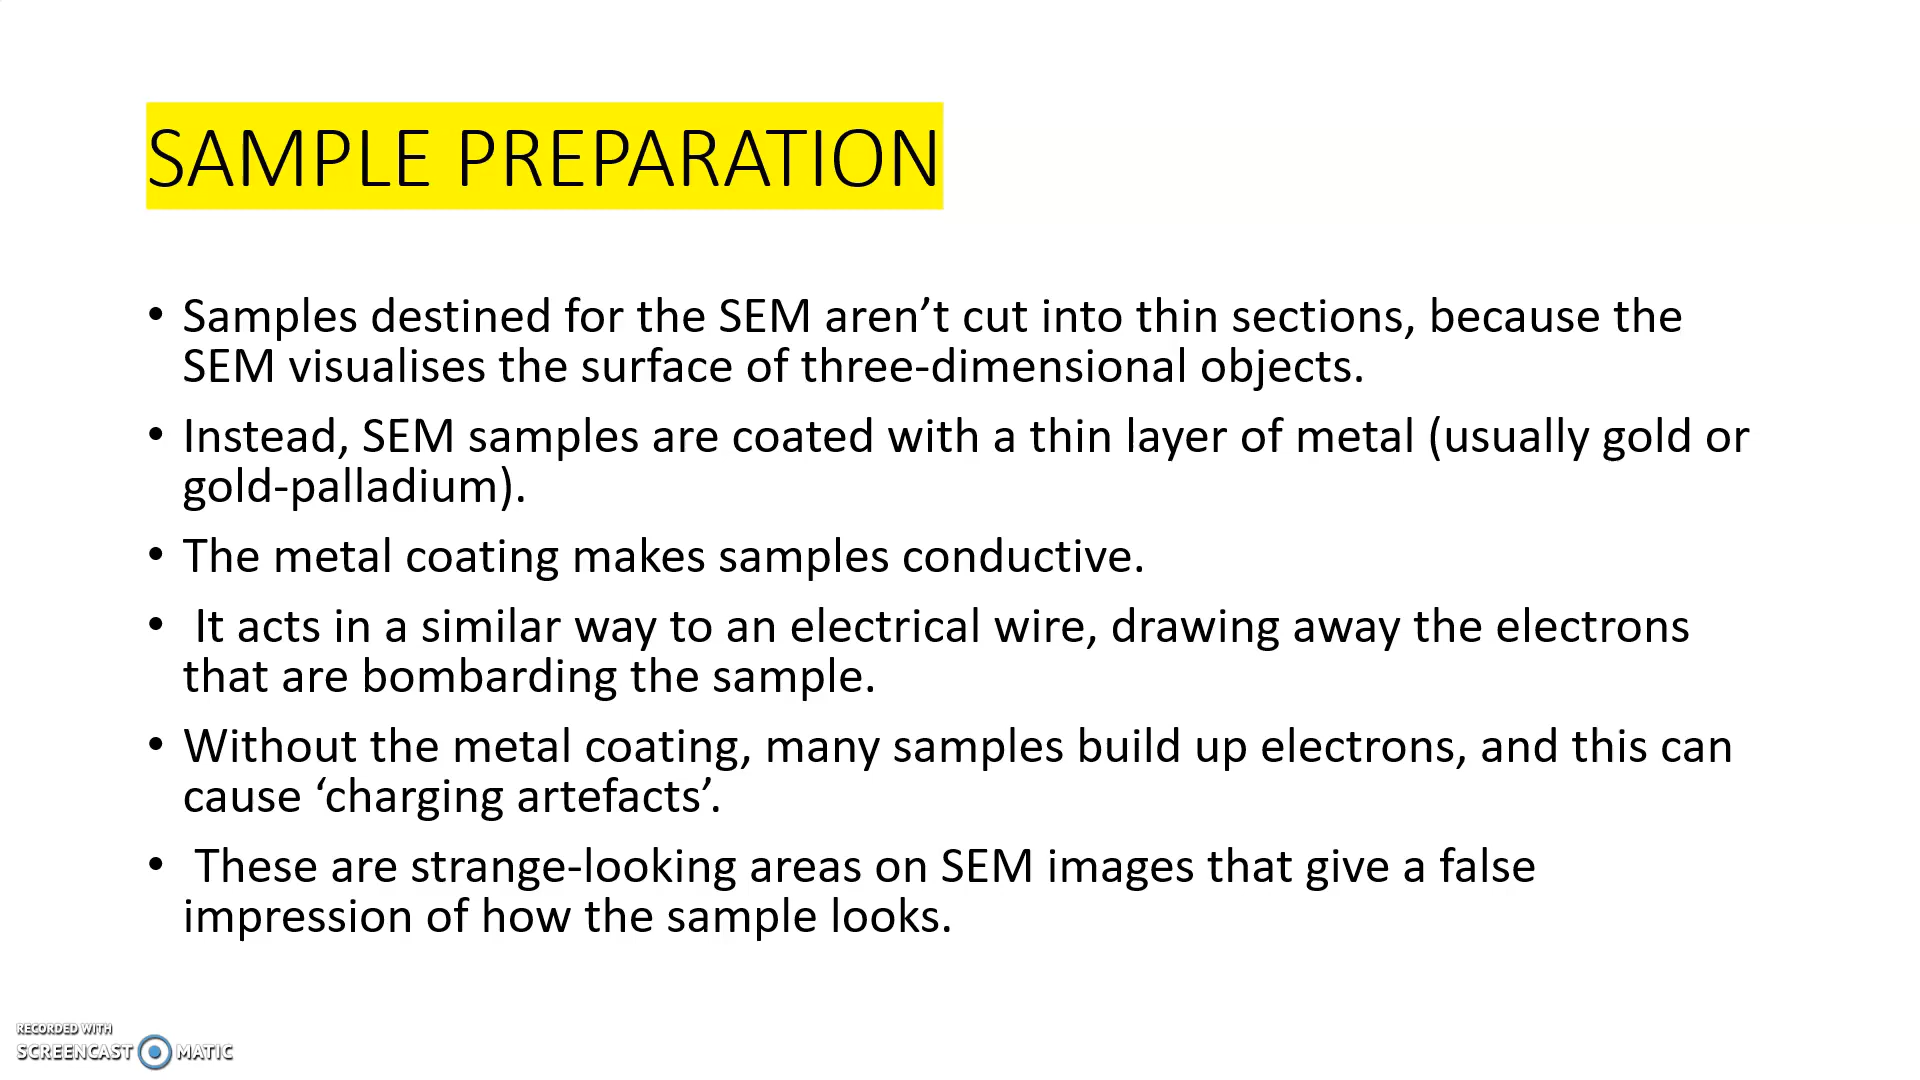 SAMPLE PREPARATION
• Samples destined for the SEM aren’t cut into thin sections, because the
SEM visualises the surface of three-dimensional objects.
• Instead, SEM samples are coated with a thin layer of metal (usually gold or
gold-palladium).
• The metal coating makes samples conductive.
• It acts in a similar way to an electrical wire, drawing away the electrons
that are bombarding the sample.
• Without the metal coating, many samples build up electrons, and this can
cause ‘charging artefacts’.
• These are strange-looking areas on SEM images that give a false
impression of how the sample looks.
RECORDED WITH
SCREENCAST MATIC